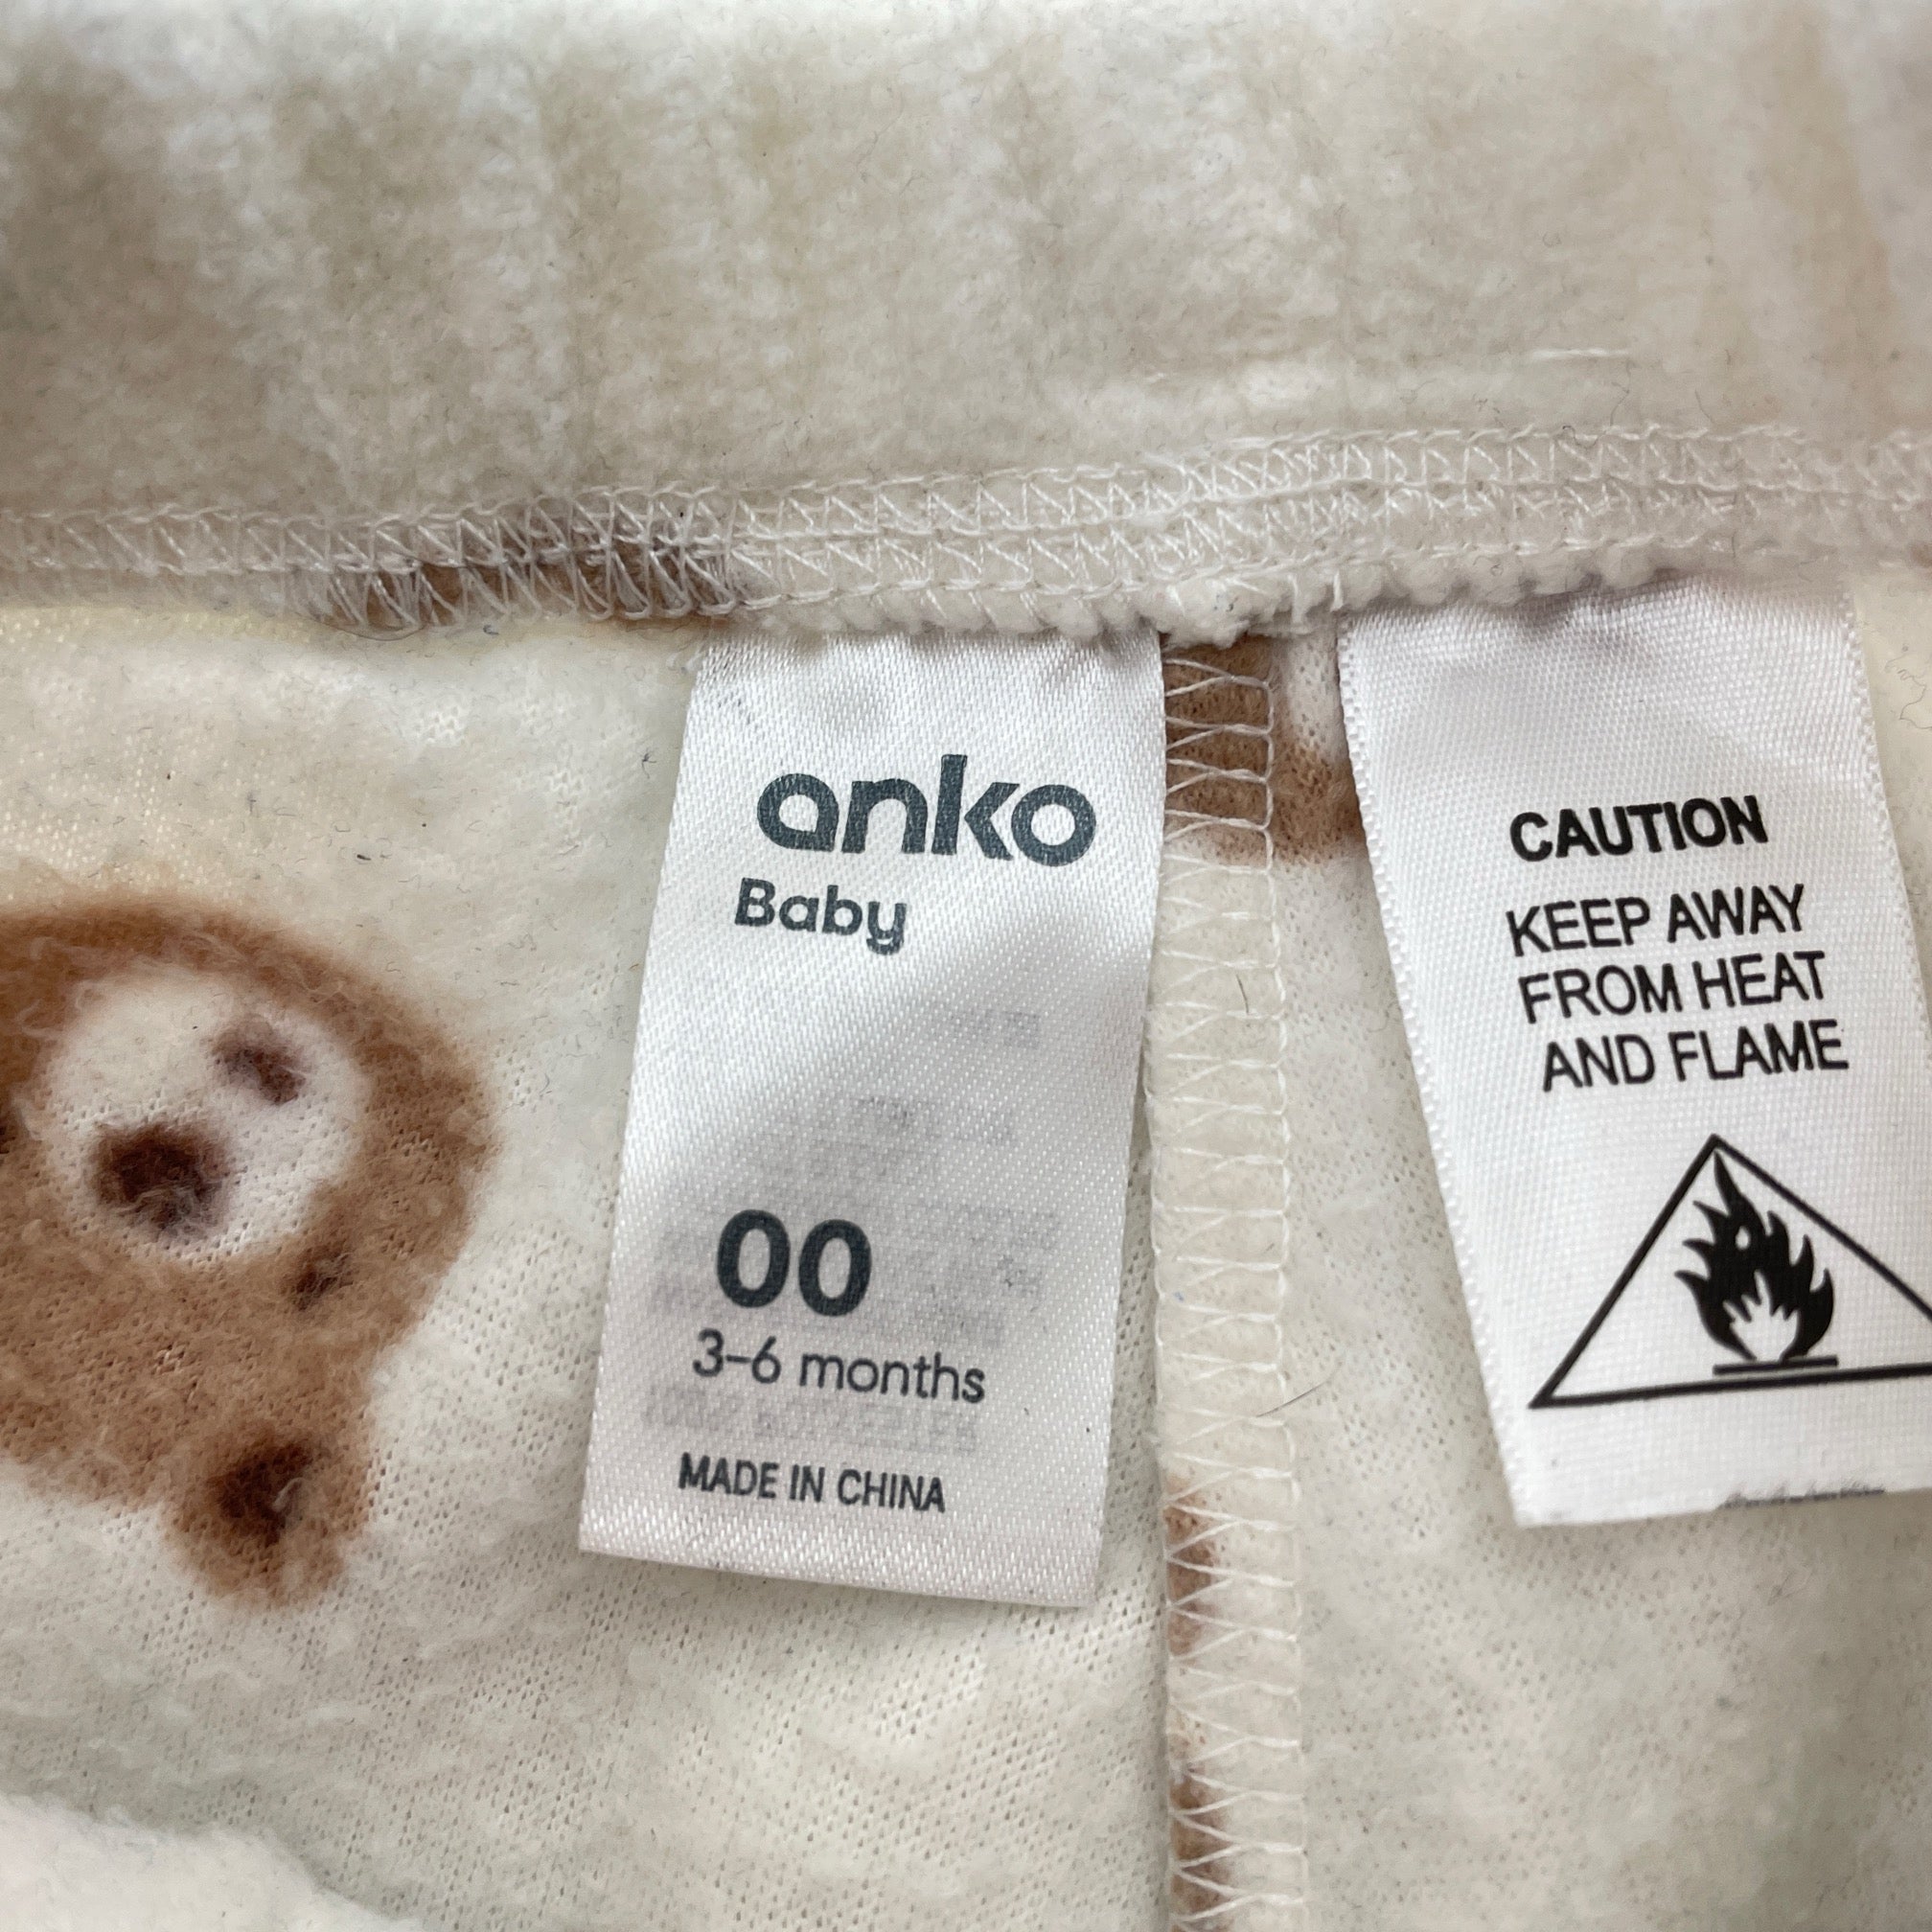 anko
Baby
00
3-6 months
MADE IN CHINA
CAUTION
KEEP AWAY
FROM HEAT
AND FLAME